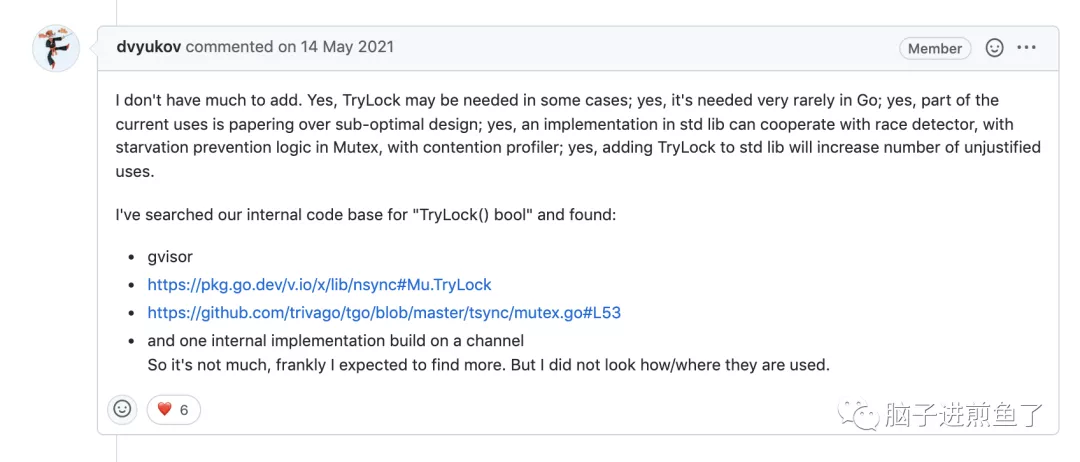 dvyukov commented on 14 May 2021
Member
I don't have much to add. Yes, TryLock may be needed in some cases; yes, it's needed very rarely in Go; yes, part of the
current uses is papering over sub-optimal design; yes, an implementation in std lib can cooperate with race detector, with
starvation prevention logic in Mutex, with contention profiler; yes, adding TryLock to std lib will increase number of unjustified
uses.
I've searched our internal code base for "TryLock() bool" and found:
• gvisor
• https://pkg.go.dev/v.io/x/lib/nsync#Mu.TryLock
• https://github.com/trivago/tgo/blob/master/tsync/mutex.go#L53
• and one internal implementation build on a channel
So it's not much, frankly I expected to find more. But I did not look how/where they are used.
6
脑子进煎鱼了